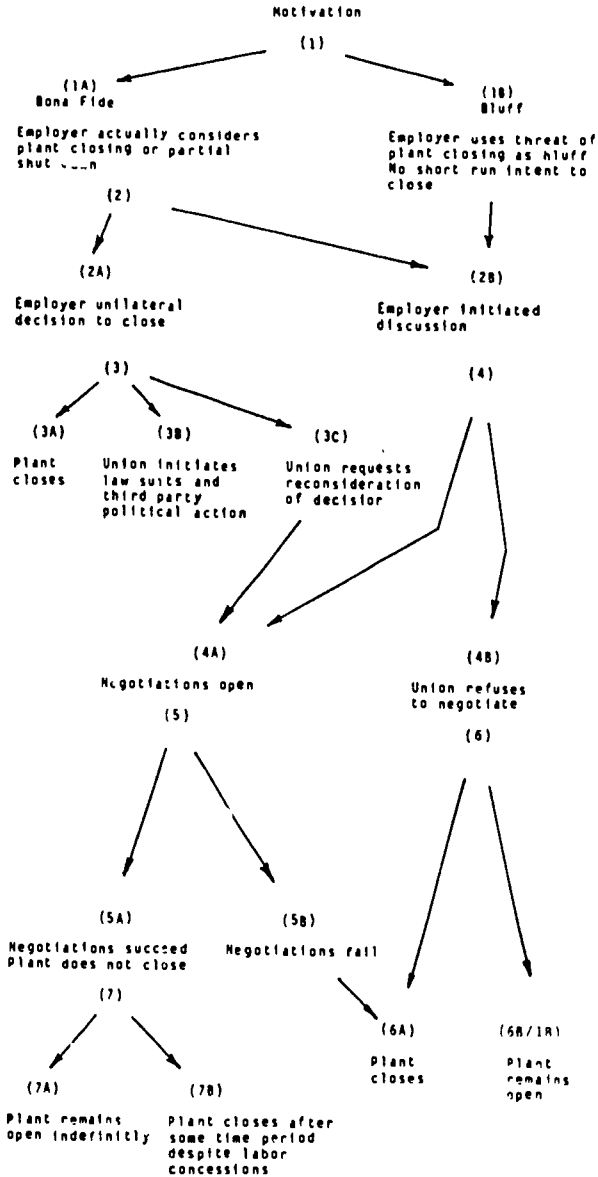 Motivation
(1)
(1A)
Bona Fide
Employer actually considers
plant closing or partial
shut
(2)
(1B)
Bluff
Employer uses threat of
plant closing as bluff
No short run intent to
close
(2A)
Employer unilateral
decision to close
(3)
(2B)
Employer initiated
discussion
(4)
(3A)
Plant
closes
(3B)
Union initiates
law suits and
third party
political action
(3C)
Union requests
reconsideration
of decision
(4A)
Negotiations open
(5)
(4B)
Union refuses
to negotiate
(6)
(5A)
Negotiations succeed
Plant does not close
(7)
(5B)
Negotiations fail
(6A)
Plant
closes
(6B/1B)
Plant
remains
open
(7A)
Plant remains
open indefinitly
(7B)
Plant closes after
some time period
despite labor
concessions